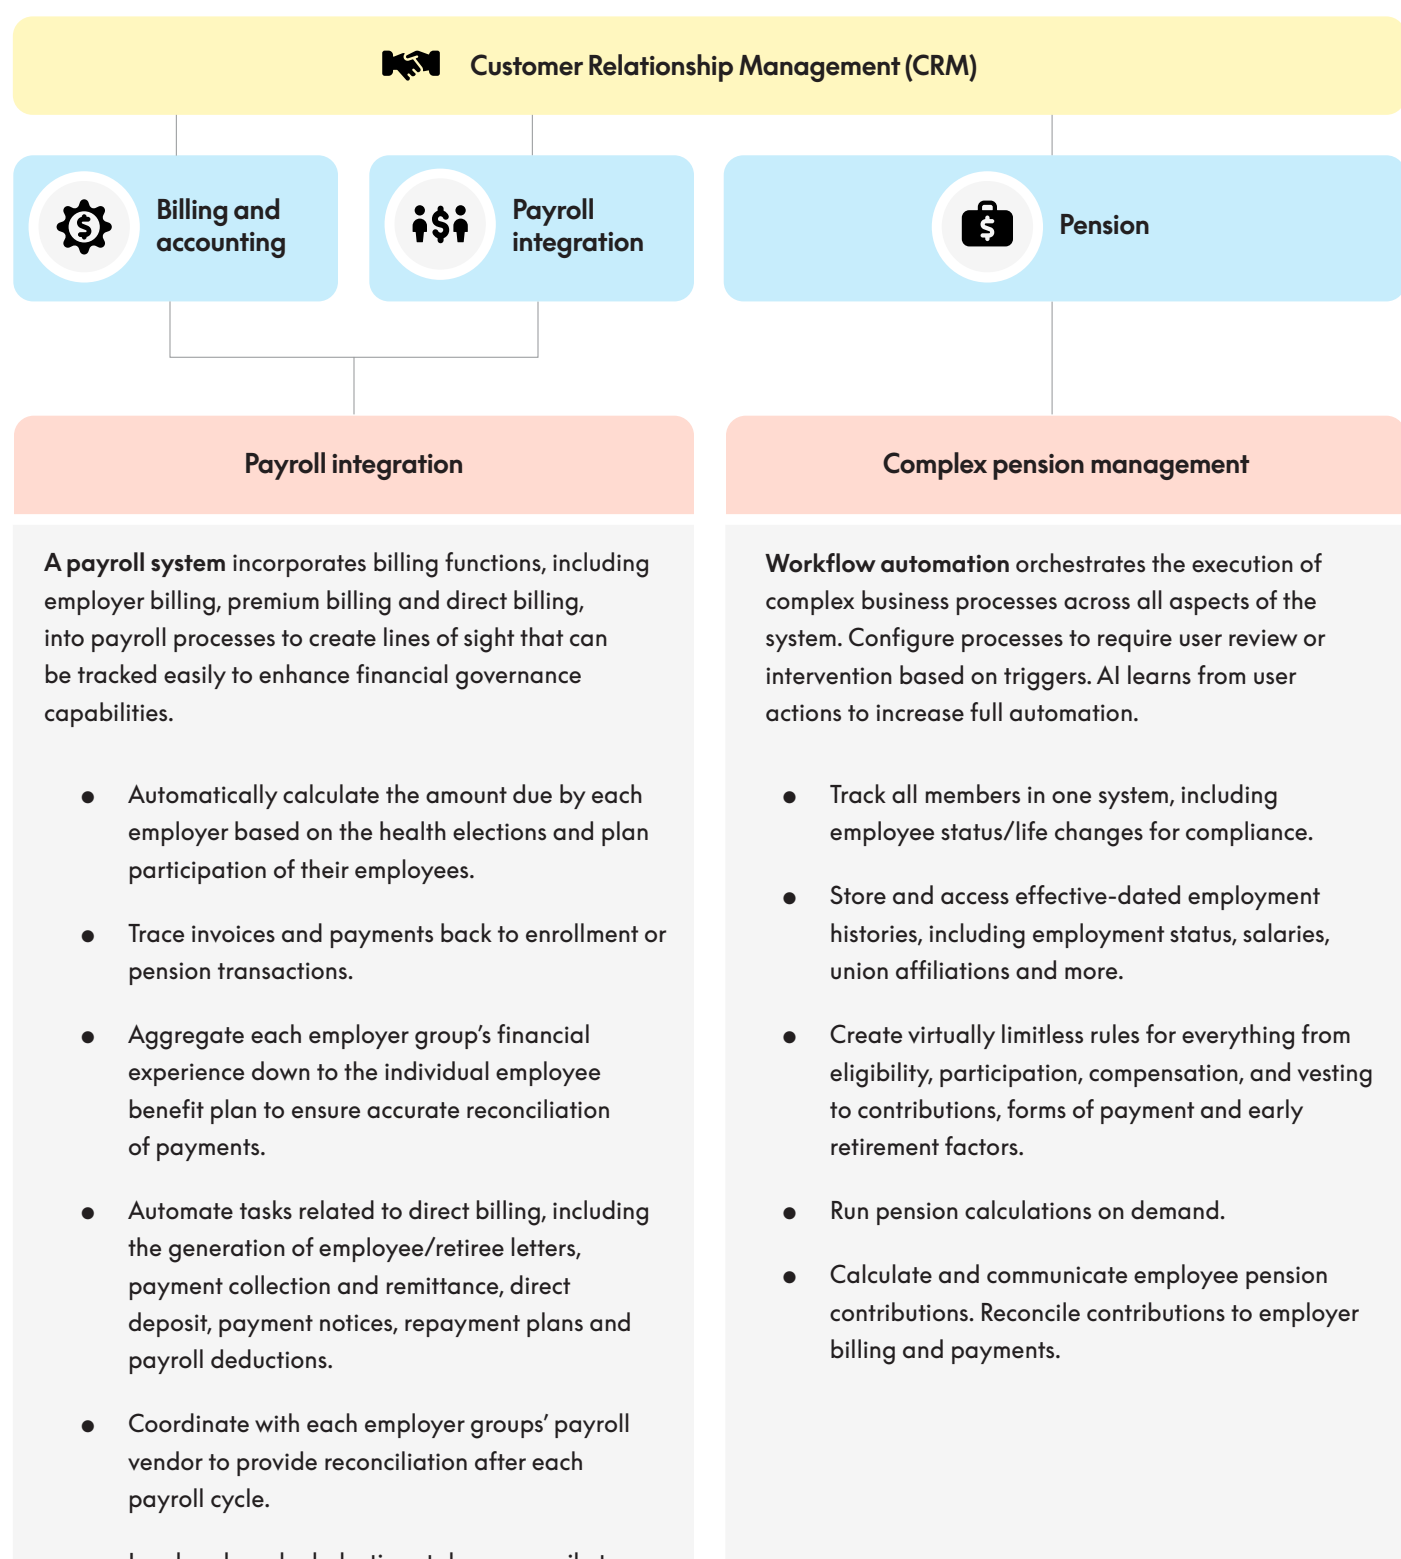 Customer Relationship Management (CRM)
Billing and
accounting
Payroll
integration
Pension
Payroll integration
A payroll system incorporates billing functions, including
employer billing, premium billing and direct billing,
into payroll processes to create lines of sight that can
be tracked easily to enhance financial governance
capabilities.
● Automatically calculate the amount due by each
employer based on the health elections and plan
participation of their employees.
● Trace invoices and payments back to enrollment or
pension transactions.
● Aggregate each employer group’s financial
experience down to the individual employee
benefit plan to ensure accurate reconciliation
of payments.
● Automate tasks related to direct billing, including
the generation of employee/retiree letters,
payment collection and remittance, direct
deposit, payment notices, repayment plans and
payroll deductions.
● Coordinate with each employer groups’ payroll
vendor to provide reconciliation after each
payroll cycle.
Complex pension management
Workflow automation orchestrates the execution of
complex business processes across all aspects of the
system. Configure processes to require user review or
intervention based on triggers. AI learns from user
actions to increase full automation.
● Track all members in one system, including
employee status/life changes for compliance.
● Store and access effective-dated employment
histories, including employment status, salaries,
union affiliations and more.
● Create virtually limitless rules for everything from
eligibility, participation, compensation, and vesting
to contributions, forms of payment and early
retirement factors.
● Run pension calculations on demand.
● Calculate and communicate employee pension
contributions. Reconcile contributions to employer
billing and payments.